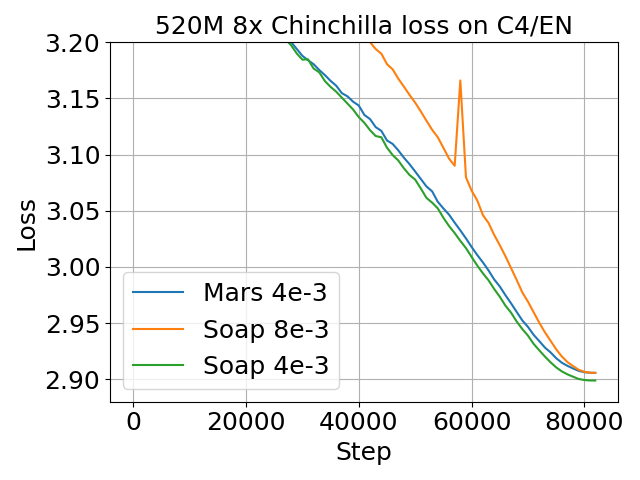 520M 8x Chinchilla loss on C4/EN
3.20
3.15
3.10
3.05
3.00
2.95
2.90
Loss
Mars 4e-3
Soap 8e-3
Soap 4e-3
0 20000 40000 60000 80000
Step